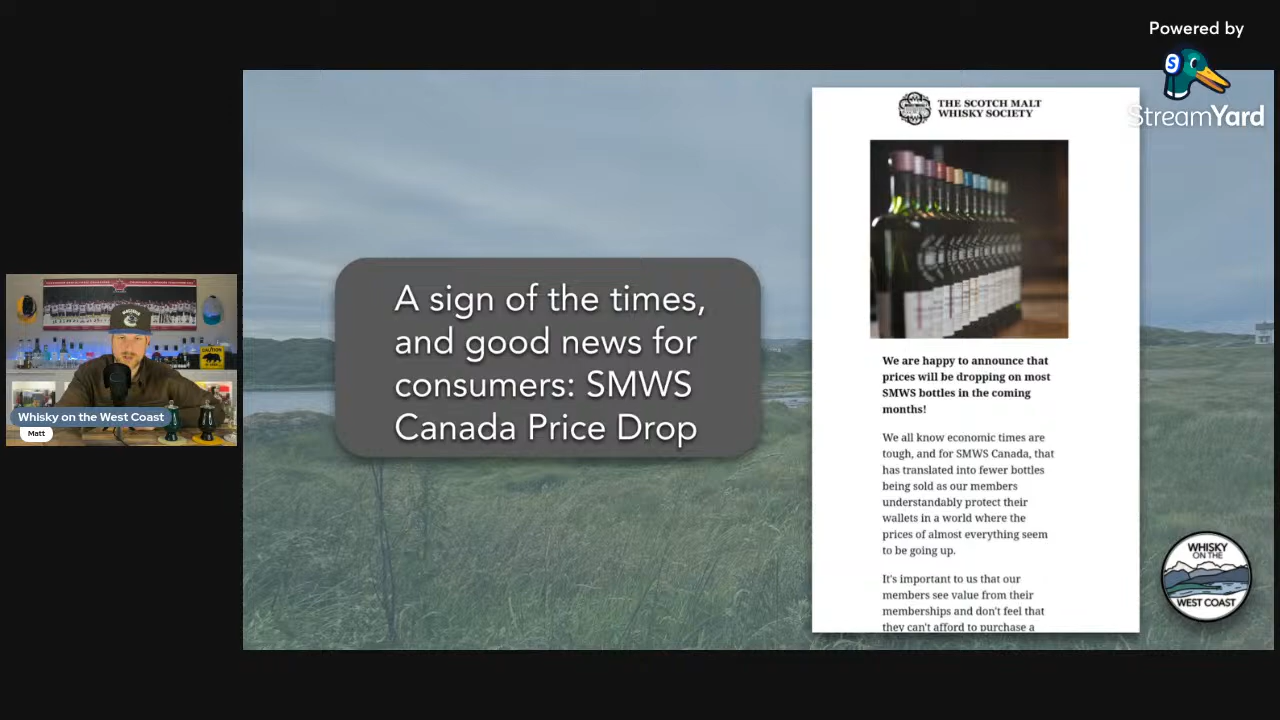 Powered by
S
StreamYard
THE SCOTCH MALT
WHISKY SOCIETY
A sign of the times,
and good news for
consumers: SMWS
Canada Price Drop
We are happy to announce that
prices will be dropping on most
SMWS bottles in the coming
months!
We all know economic times are
tough, and for SMWS Canada, that
has translated into fewer bottles
being sold as our members
understandably protect their
wallets in a world where the
prices of almost everything seem
to be going up.
It's important to us that our
members see value from their
memberships and don't feel that
they can't afford to purchase a
CAUTION
Whisky on the West Coast
Matt
WHISKY
ON THE
WEST COAST